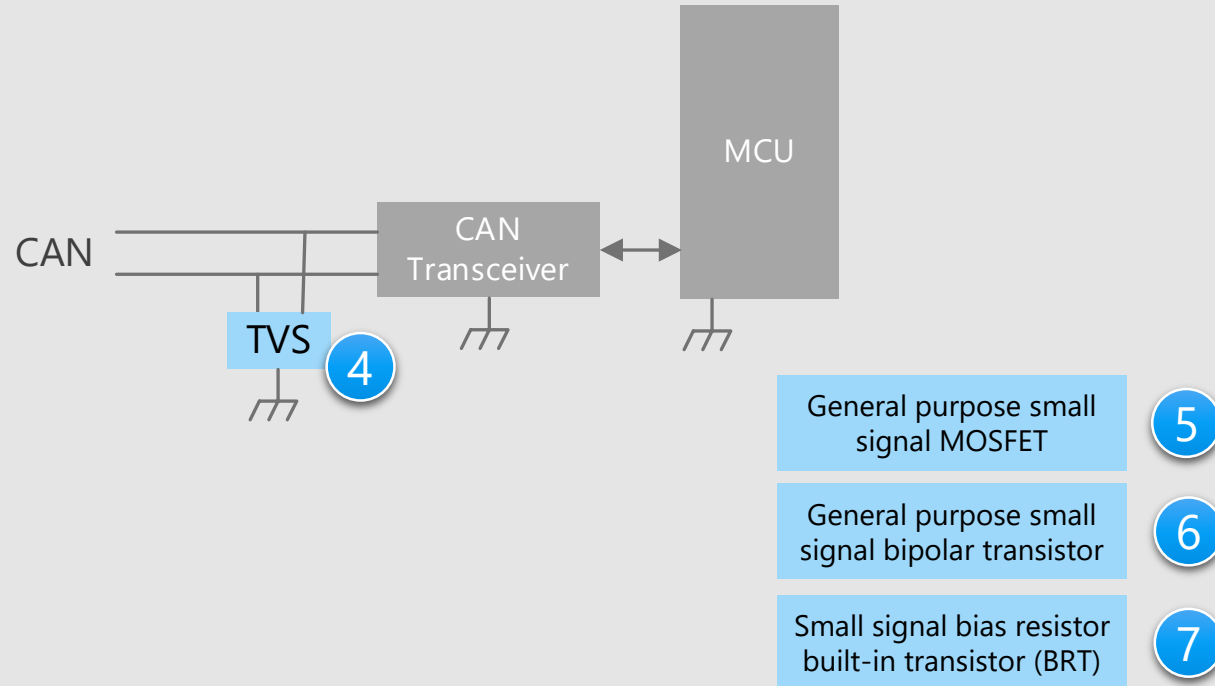 MCU
CAN
CAN
Transceiver
TVS
4
General purpose small
signal MOSFET
5
General purpose small
signal bipolar transistor
6
Small signal bias resistor
built-in transistor (BRT)
7